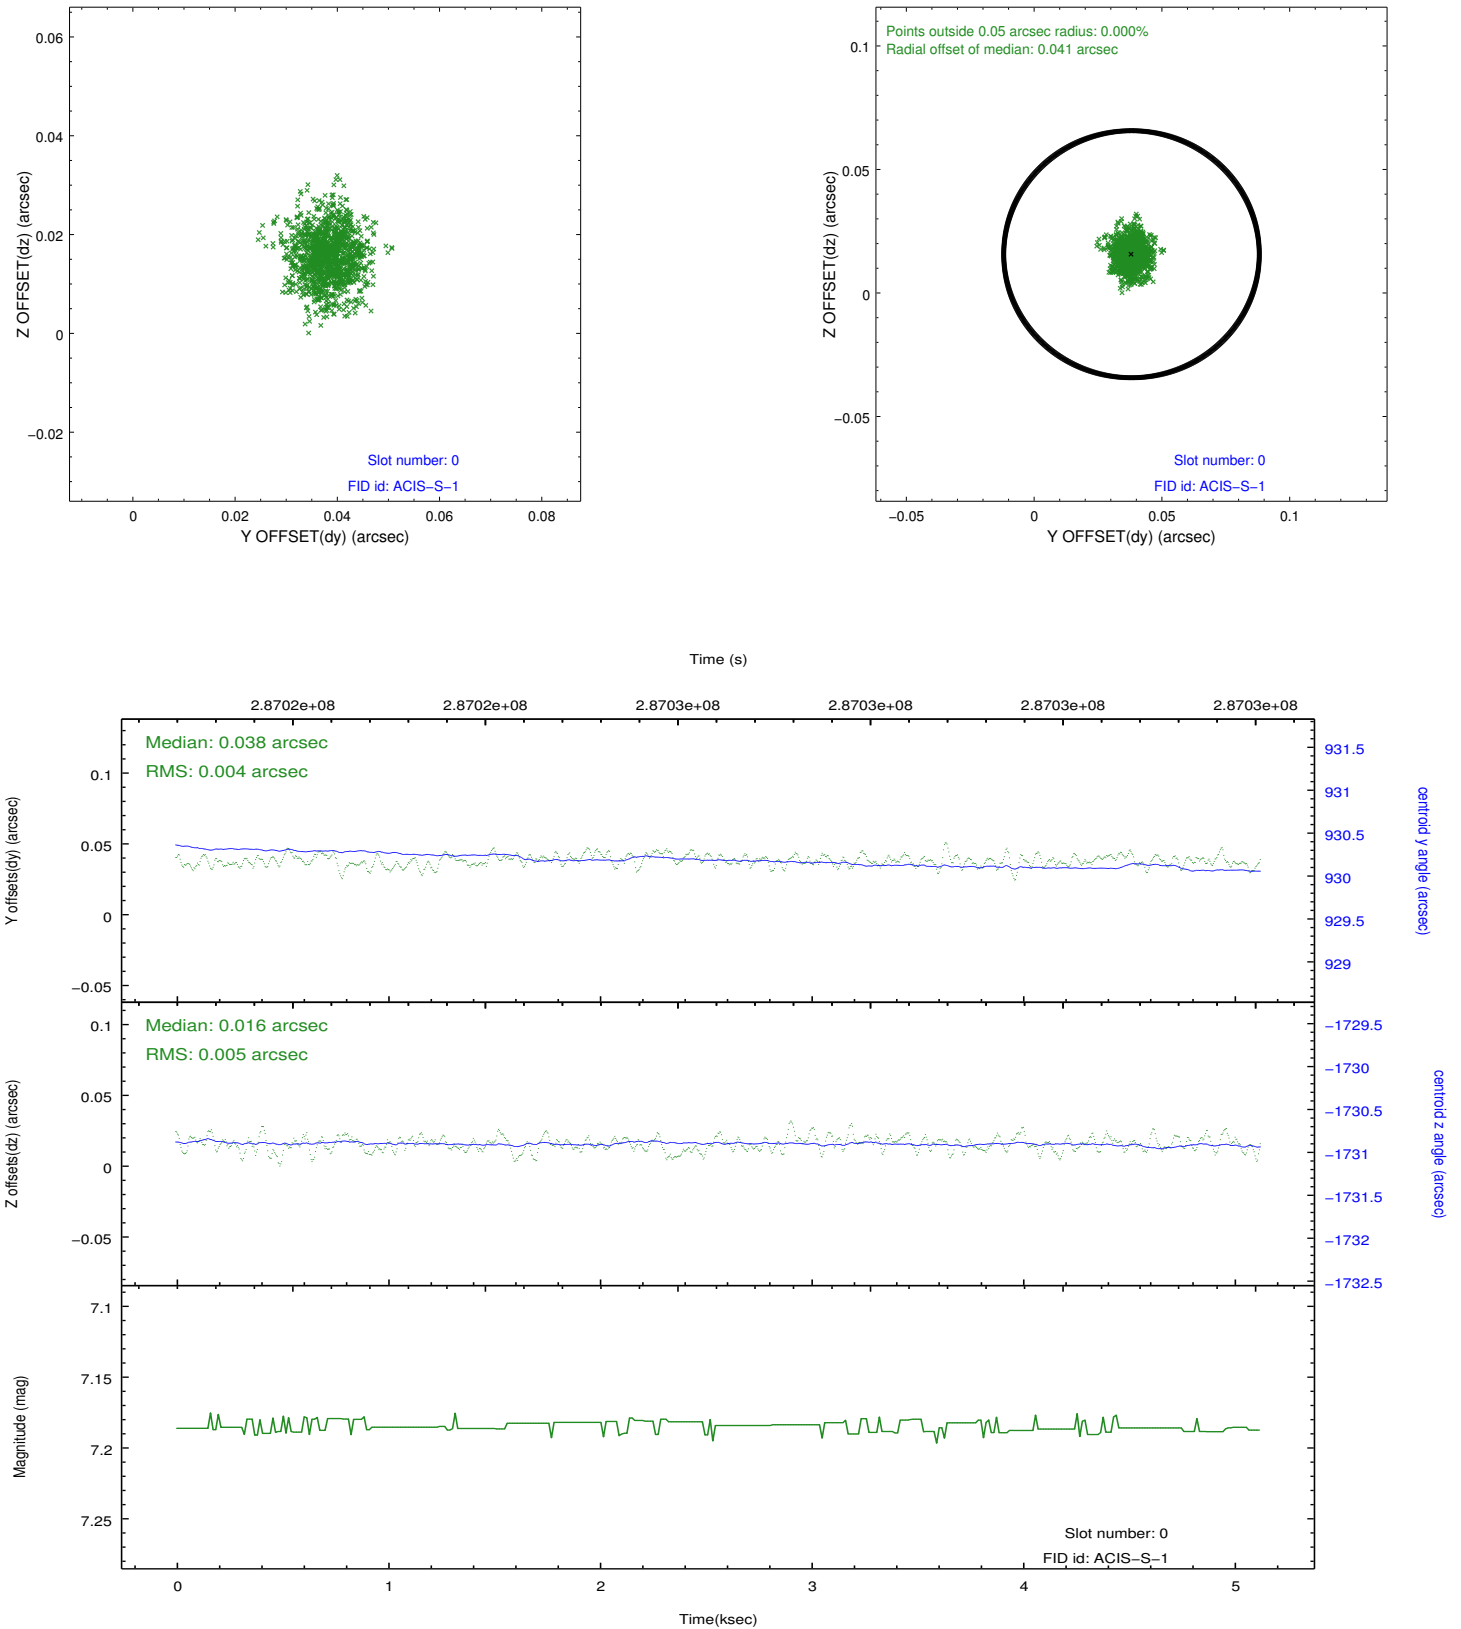 0.06
0.04
0.02
0
−0.02
Z OFFSET(dz) (arcsec)
Slot number: 0
FID id: ACIS−S−1
0
0.02
0.04
0.06
0.08
Y OFFSET(dy) (arcsec)
Points outside 0.05 arcsec radius: 0.000%
Radial offset of median: 0.041 arcsec
0.1
0.05
0
−0.05
Z OFFSET(dz) (arcsec)
Slot number: 0
FID id: ACIS−S−1
−0.05
0
0.05
0.1
Y OFFSET(dy) (arcsec)
Time (s)
2.8702e+08
2.8702e+08
2.8703e+08
2.8703e+08
2.8703e+08
2.8703e+08
Median: 0.038 arcsec
RMS: 0.004 arcsec
0.1
0.05
0
−0.05
Y offsets(dy) (arcsec)
931.5
931
930.5
930
929.5
929
centroid y angle (arcsec)
Median: 0.016 arcsec
RMS: 0.005 arcsec
0.1
0.05
0
−0.05
Z offsets(dz) (arcsec)
−1729.5
−1730
−1730.5
−1731
−1731.5
−1732
−1732.5
centroid z angle (arcsec)
7.1
7.15
7.2
7.25
Magnitude (mag)
Slot number: 0
FID id: ACIS−S−1
0
1
2
3
4
5
Time(ksec)